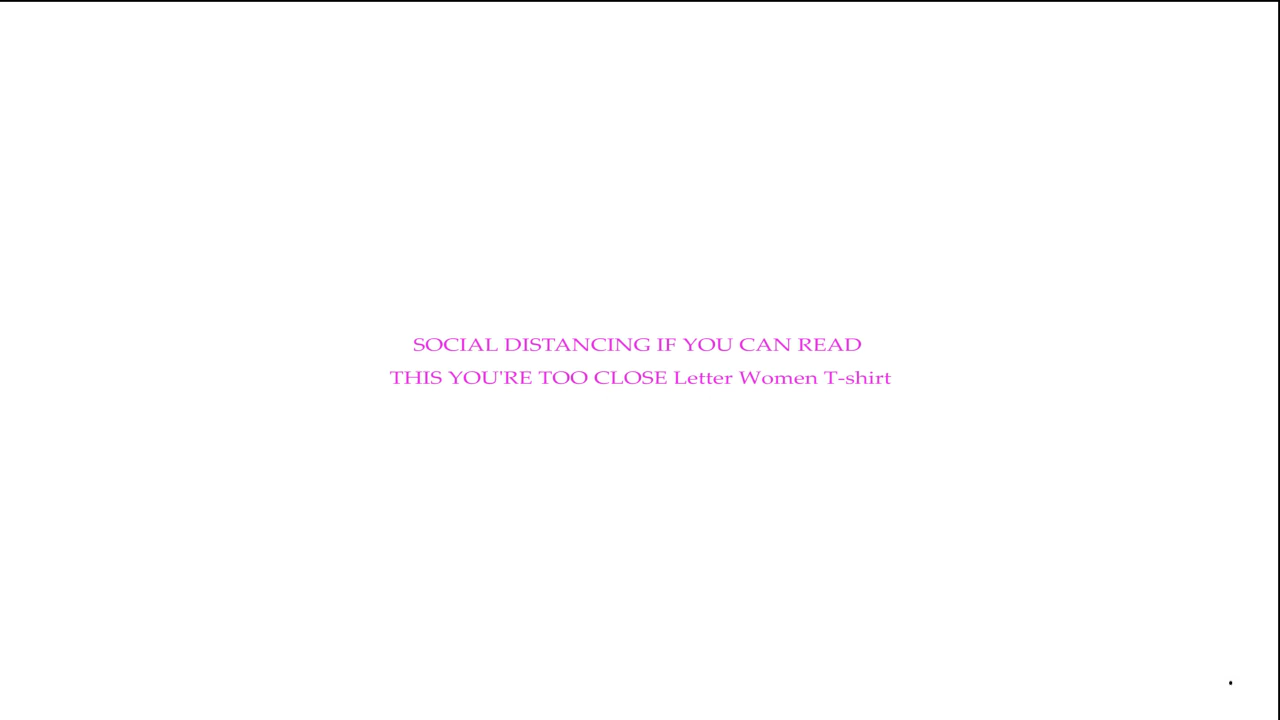 SOCIAL DISTANCING IF YOU CAN READ
THIS YOU'RE TOO CLOSE Letter Women T-shirt
.